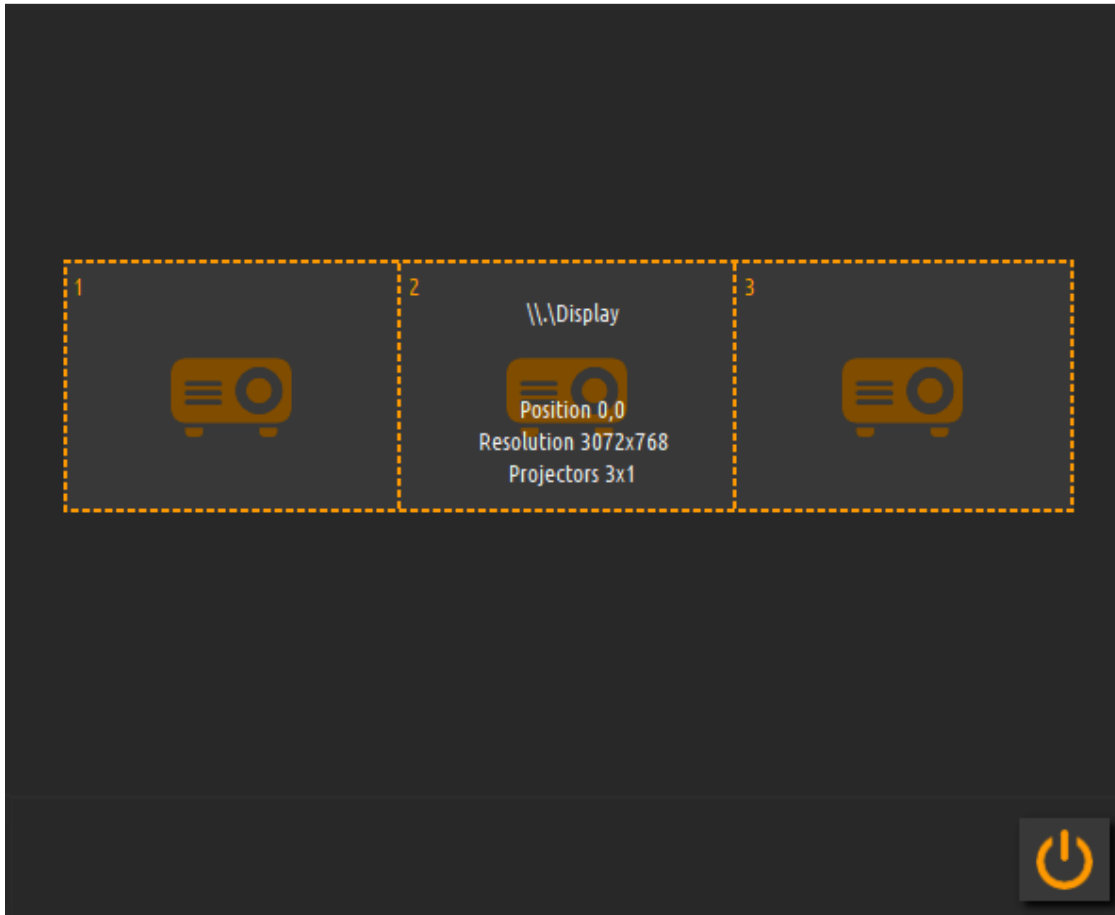 1
2
3
\\.\Display
Position 0,0
Resolution 3072x768
Projectors 3x1